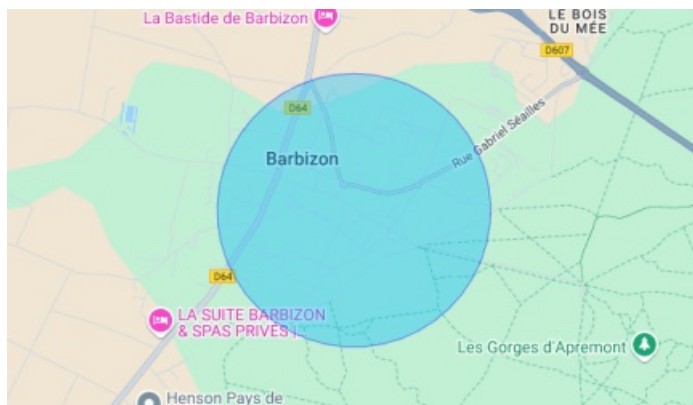 La Bastide de Barbizon
LE BOIS
DU MÉE
D607
D64
Rue Gabriel Séailles
Barbizon
D64
LA SUITE BARBIZON
& SPAS PRIVÉS |...
Les Gorges d'Apremont
Henson Pays de